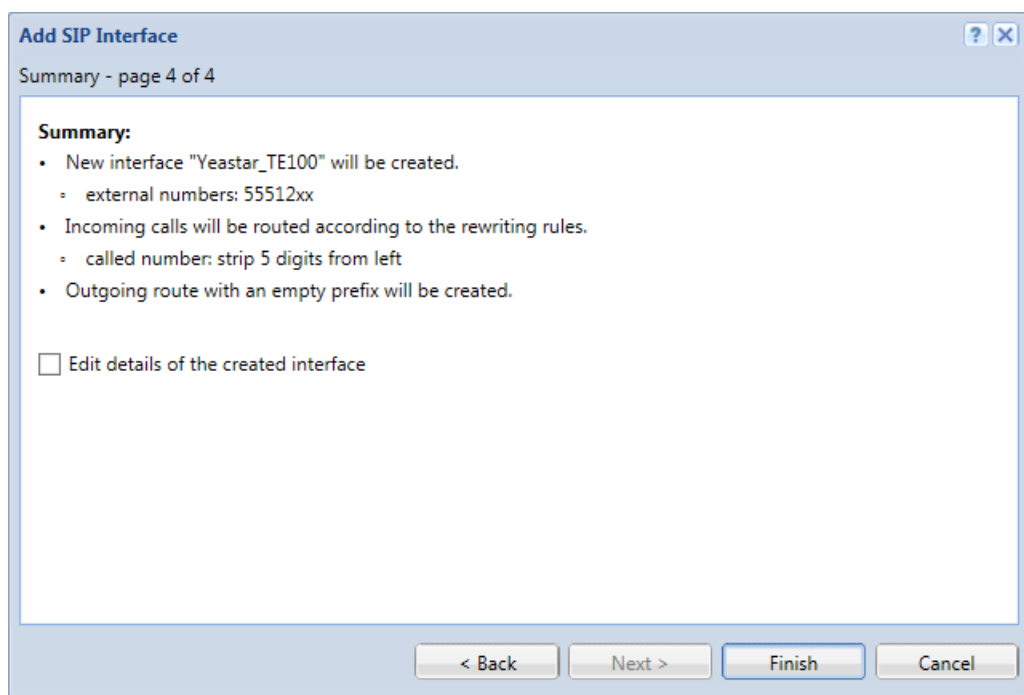 Add SIP Interface
?
Summary - page 4 of 4
Summary:
• New interface "Yeastar_TE100" will be created.
◦ external numbers: 55512xx
• Incoming calls will be routed according to the rewriting rules.
◦ called number: strip 5 digits from left
• Outgoing route with an empty prefix will be created.
Edit details of the created interface
< Back
Next >
Finish
Cancel